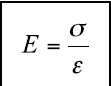 E = σ/ε